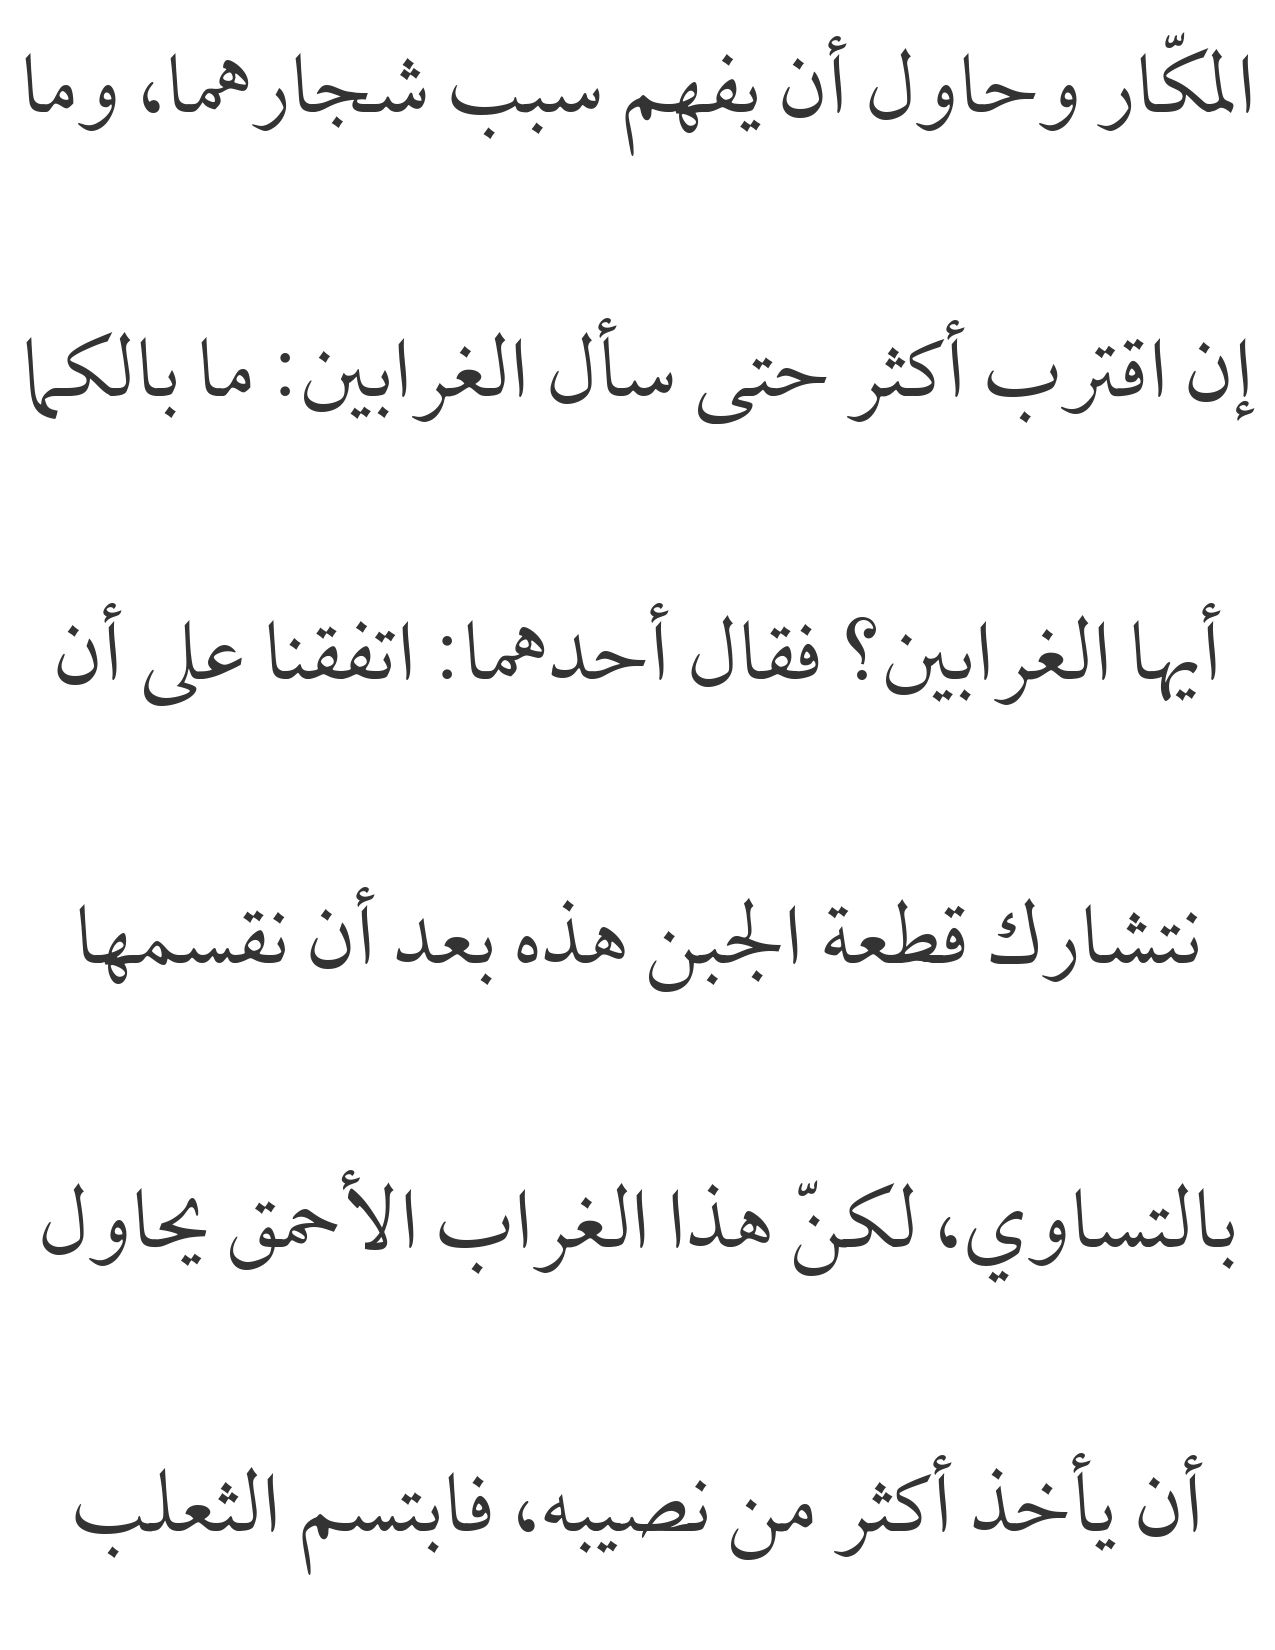 المكّار وحاول أن يفهم سبب شجارهما، وما
إن اقترب أكثر حتى سأل الغرابين: ما بالكما
أيها الغرابين؟ فقال أحدهما: اتفقنا على أن
نتشارك قطعة الجبن هذه بعد أن نقسمها
بالتساوي، لكنّ هذا الغراب الأحمق يحاول
أن يأخذ أكثر من نصيبه، فابتسم الثعلب